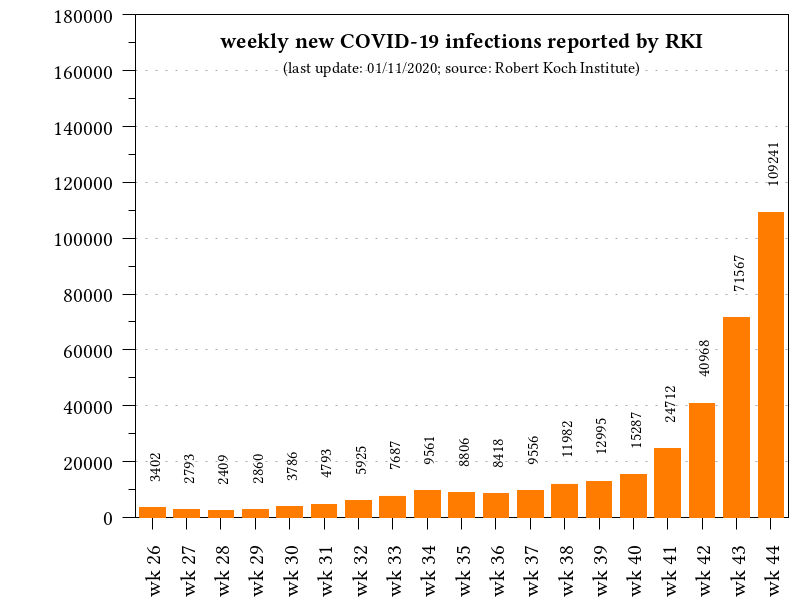 weekly new COVID-19 infections reported by RKI
(last update: 01/11/2020; source: Robert Koch Institute)
180000
160000
140000
120000
100000
80000
60000
40000
20000
0
3402
2793
2409
2860
3786
4793
5925
7687
9561
8806
8418
9556
11982
12995
15287
24712
40968
71567
109241
wk 26
wk 27
wk 28
wk 29
wk 30
wk 31
wk 32
wk 33
wk 34
wk 35
wk 36
wk 37
wk 38
wk 39
wk 40
wk 41
wk 42
wk 43
wk 44